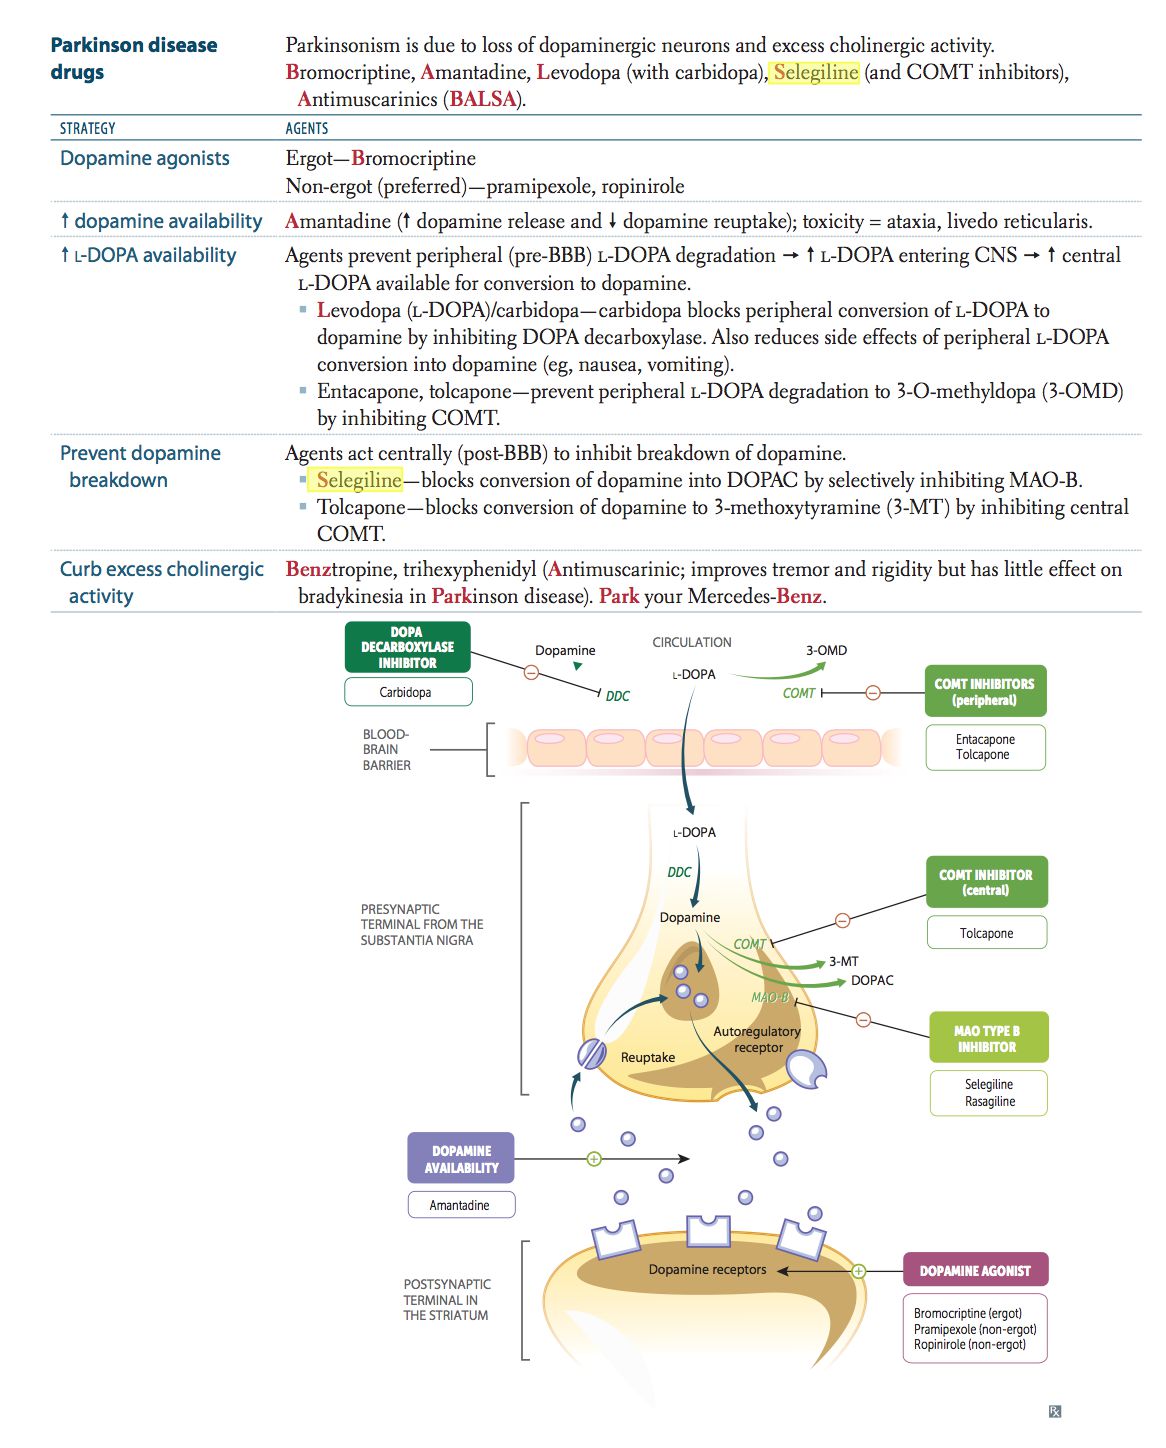 Parkinson disease
drugs
Parkinsonism is due to loss of dopaminergic neurons and excess cholinergic activity.
Bromocriptine, Amantadine, Levodopa (with carbidopa), Selegiline (and COMT inhibitors),
Antimuscarinics (BALSA).
STRATEGY AGENTS
Dopamine agonists
Ergot—Bromocriptine
Non-ergot (preferred)—pramipexole, ropinirole
↑ dopamine availability
Amantadine (↑ dopamine release and ↓ dopamine reuptake); toxicity = ataxia, livedo reticularis.
↑ L-DOPA availability
Agents prevent peripheral (pre-BBB) L-DOPA degradation → ↑ L-DOPA entering CNS → ↑ central
L-DOPA available for conversion to dopamine.
▪ Levodopa (L-DOPA)/carbidopa—carbidopa blocks peripheral conversion of L-DOPA to
dopamine by inhibiting DOPA decarboxylase. Also reduces side effects of peripheral L-DOPA
conversion into dopamine (eg, nausea, vomiting).
▪ Entacapone, tolcapone—prevent peripheral L-DOPA degradation to 3-O-methyldopa (3-OMD)
by inhibiting COMT.
Prevent dopamine
breakdown
Agents act centrally (post-BBB) to inhibit breakdown of dopamine.
▪ Selegiline—blocks conversion of dopamine into DOPAC by selectively inhibiting MAO-B.
▪ Tolcapone—blocks conversion of dopamine to 3-methoxytyramine (3-MT) by inhibiting central
COMT.
Curb excess cholinergic
activity
Benztropine, trihexyphenidyl (Antimuscarinic; improves tremor and rigidity but has little effect on
bradykinesia in Parkinson disease). Park your Mercedes-Benz.
DOPA
DECARBOXYLASE
INHIBITOR
Carbidopa
Dopamine
DDC
CIRCULATION
L-DOPA
3-OMD
COMT
COMT INHIBITORS
(peripheral)
Entacapone
Tolcapone
BLOOD-
BRAIN
BARRIER
L-DOPA
DDC
Dopamine
PRESYNAPTIC
TERMINAL FROM THE
SUBSTANTIA NIGRA
COMT
3-MT
DOPAC
MAO-B
COMT INHIBITOR
(central)
Tolcapone
Autoregulatory
receptor
Reuptake
MAO TYPE B
INHIBITOR
Selegiline
Rasagiline
DOPAMINE
AVAILABILITY
Amantadine
Dopamine receptors
POSTSYNAPTIC
TERMINAL IN
THE STRIATUM
DOPAMINE AGONIST
Bromocriptine (ergot)
Pramipexole (non-ergot)
Ropinirole (non-ergot)
Rx